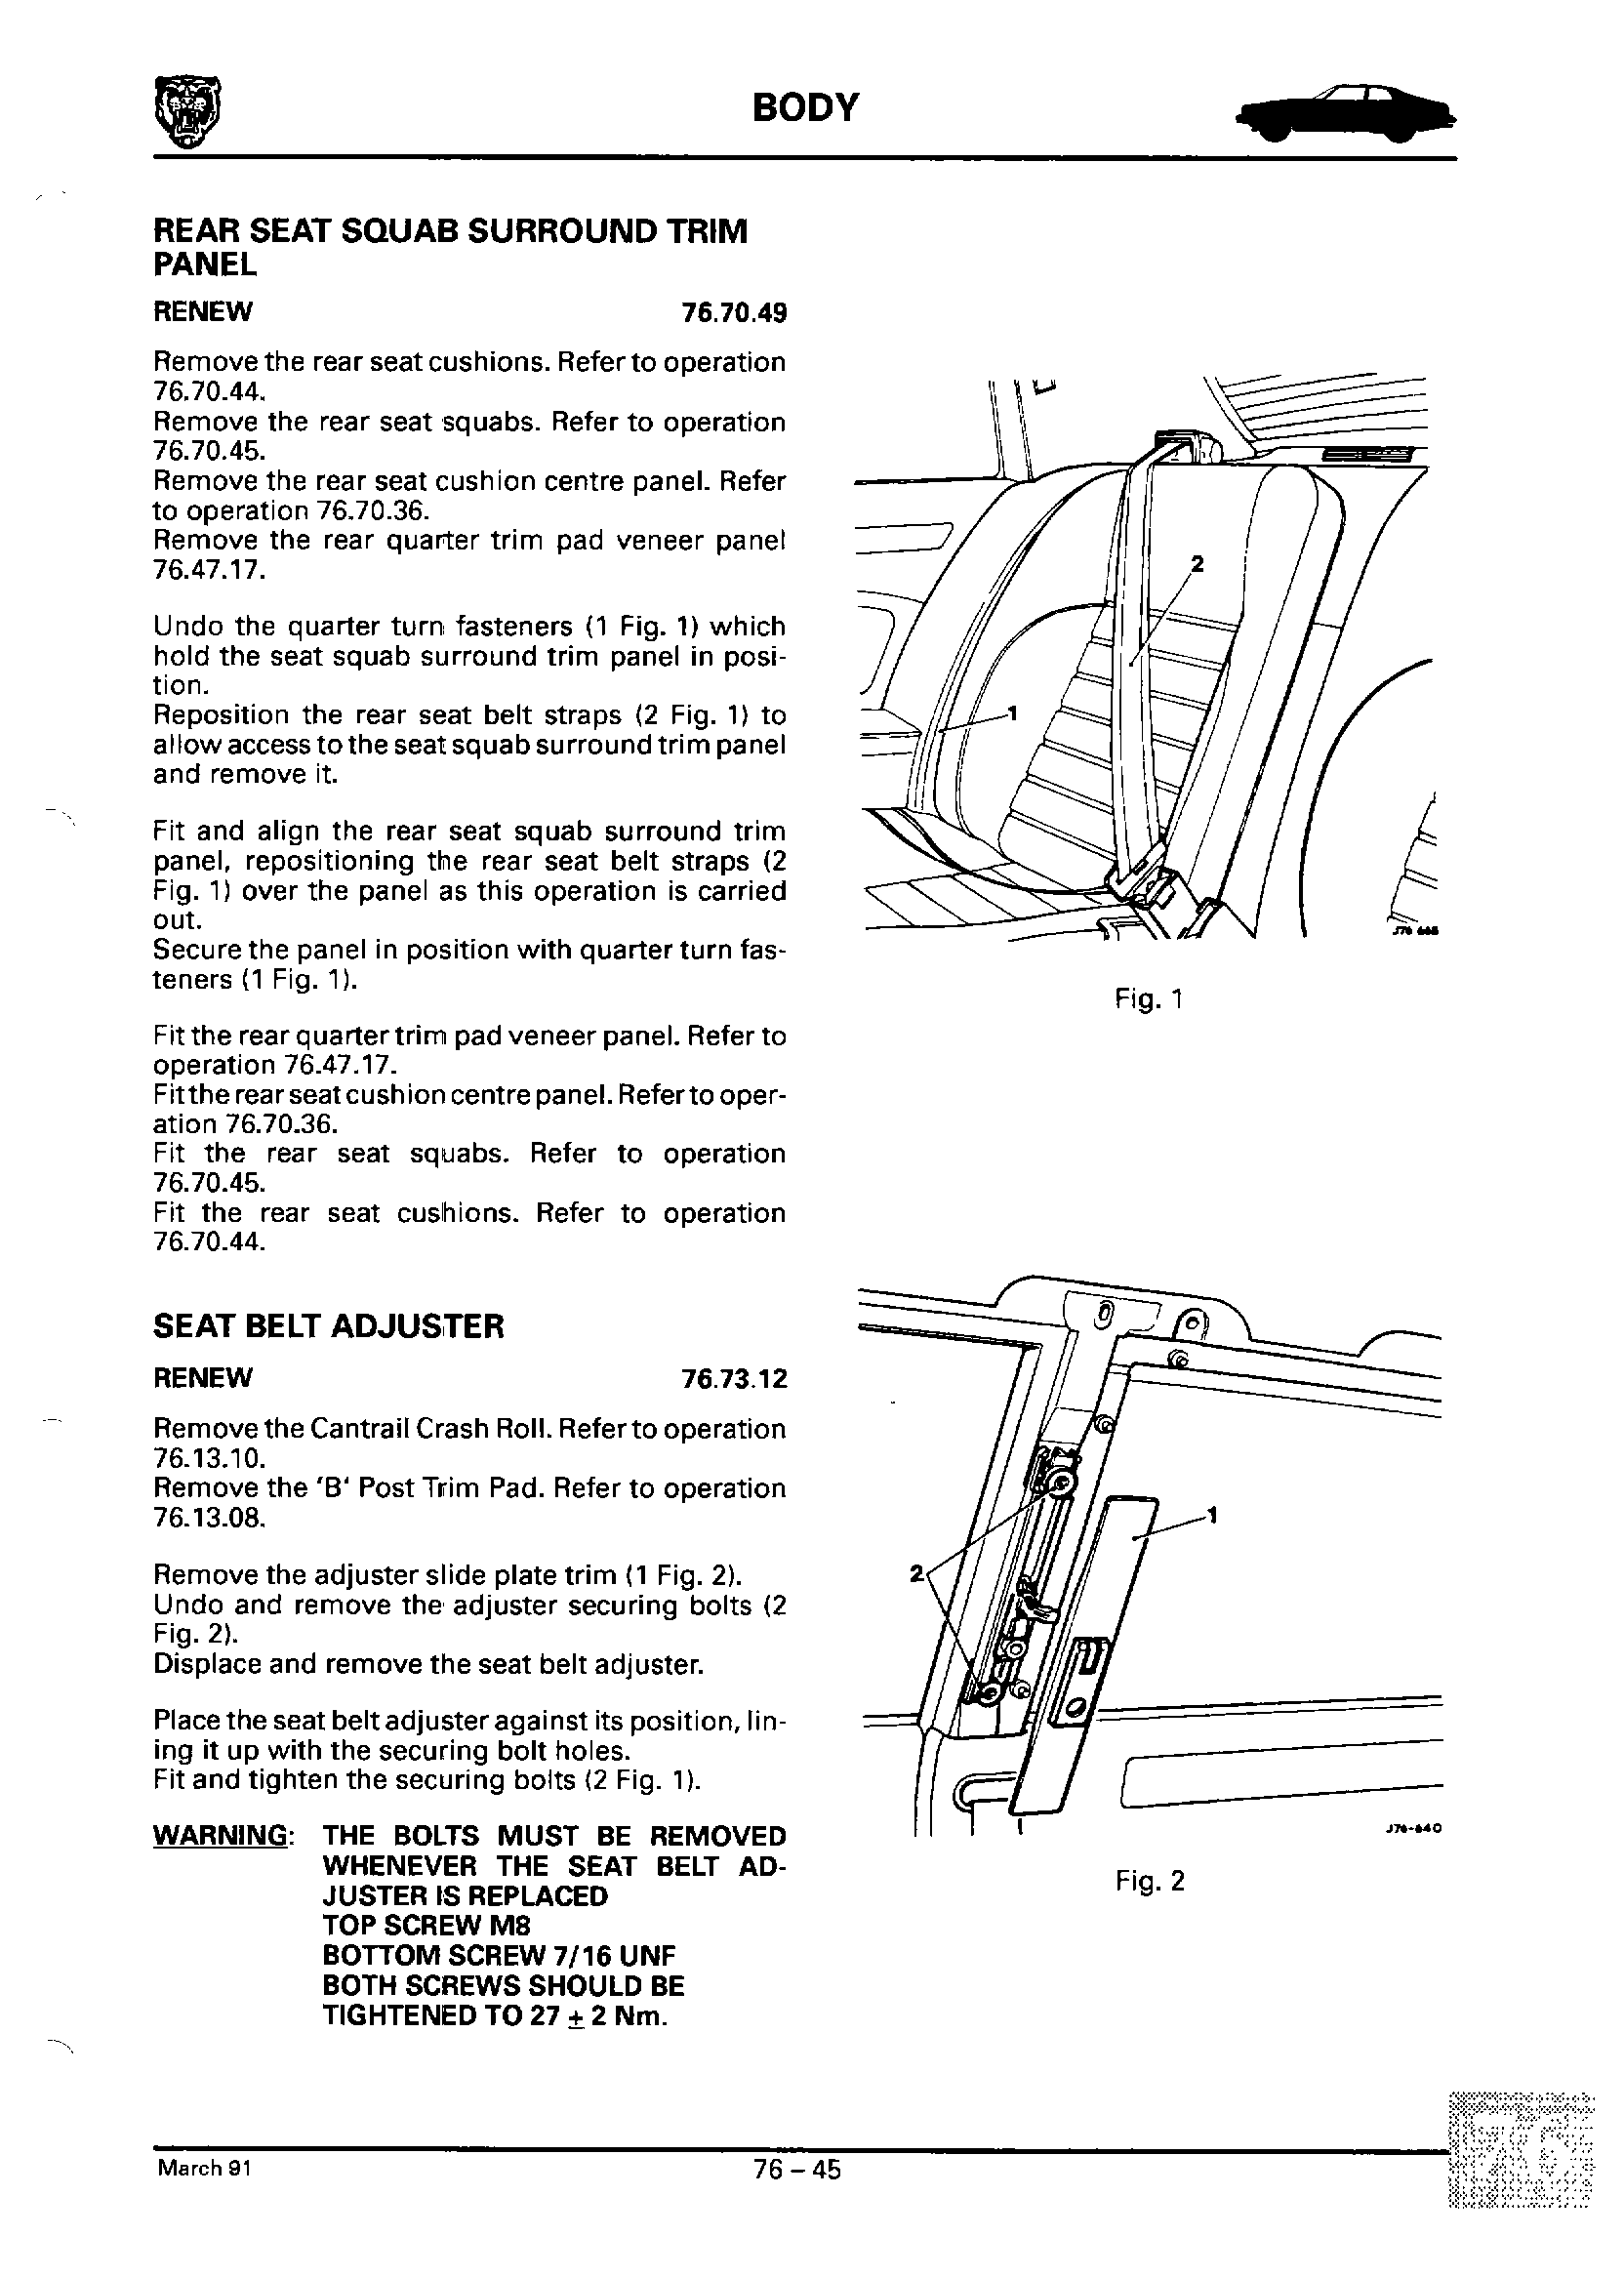 BODY
REAR SEAT SQUAB SURROUND TRIM
PANEL
RENEW 76.70.49
Remove the rear seat cushions. Refer to operation
76.70.44.
Remove the rear seat squabs. Refer to operation
76.70.45.
Remove the rear seat cushion centre panel. Refer
to operation 76.70.36.
Remove the rear quarter trim pad veneer panel
76.47.17.
Undo the quarter turn fasteners (1 Fig. 1) which
hold the seat squab surround trim panel in posi-
tion.
Reposition the rear seat belt straps (2 Fig. 1) to
allow access to the seat squab surround trim panel
and remove it.
Fit and align the rear seat squab surround trim
panel, repositioning the rear seat belt straps (2
Fig. 1) over the panel as this operation is carried
out.
Secure the panel in position with quarter turn fas-
teners (1 Fig. 1).
Fit the rear quarter trim pad veneer panel. Refer to
operation 76.47.17.
Fit the rear seat cushion centre panel. Refer to oper-
ation 76.70.36.
Fit the rear seat squabs. Refer to operation
76.70.45.
Fit the rear seat cushions. Refer to operation
76.70.44.
SEAT BELT ADJUSTER
RENEW 76.73.12
Remove the Cantrail Crash Roll. Refer to operation
76.13.10.
Remove the 'B' Post Trim Pad. Refer to operation
76.13.08.
Remove the adjuster slide plate trim (1 Fig. 2).
Undo and remove the adjuster securing bolts (2
Fig. 2).
Displace and remove the seat belt adjuster.
Place the seat belt adjuster against its position, lin-
ing it up with the securing bolt holes.
Fit and tighten the securing bolts (2 Fig. 1).
WARNING: THE BOLTS MUST BE REMOVED
WHENEVER THE SEAT BELT AD-
JUSTER IS REPLACED
TOP SCREW M8
BOTTOM SCREW 7/16 UNF
BOTH SCREWS SHOULD BE
TIGHTENED TO 27 ± 2 Nm.
2
1
Fig. 1
1
2
J76-640
Fig. 2
March 91 76 – 45
76